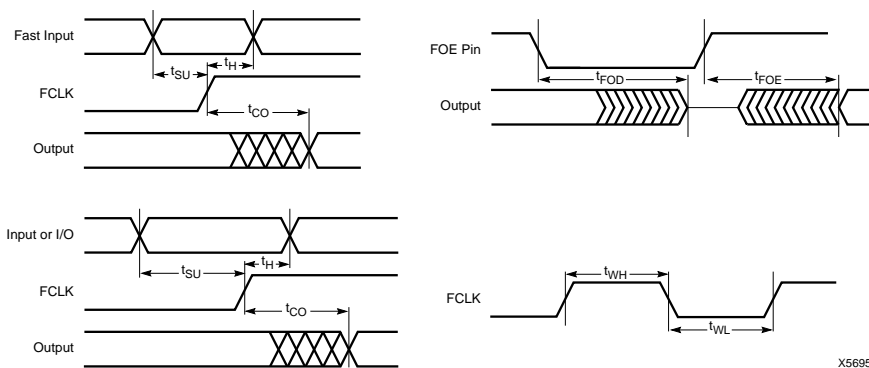 Fast Input
tSU
tH
FCLK
tCO
Output
FOE Pin
tFOD
tFOE
Output
Input or I/O
tSU
tH
FCLK
tCO
Output
FCLK
tWH
tWL
X5695